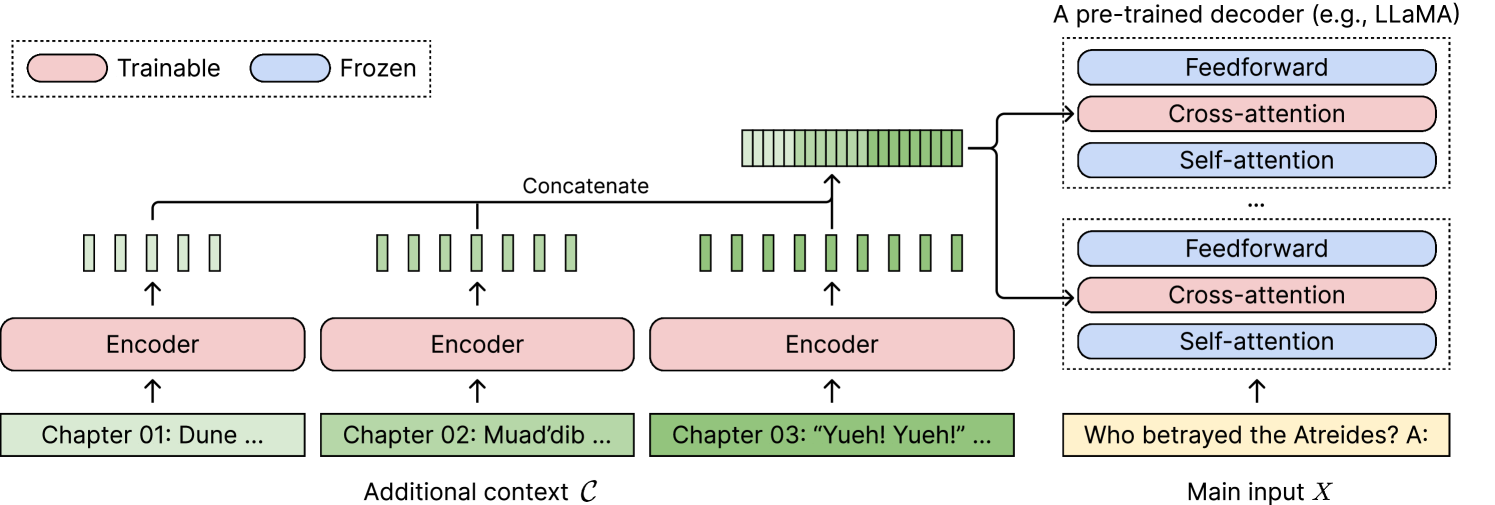 A pre-trained decoder (e.g., LLaMA)
Trainable
Frozen
Feedforward
Cross-attention
Self-attention
Concatenate
...
Feedforward
Cross-attention
Self-attention
Encoder
Encoder
Encoder
Chapter 01: Dune ...
Chapter 02: Muad’dib ...
Chapter 03: “Yueh! Yueh!” ...
Who betrayed the Atreides? A:
Additional context 𝒞
Main input X